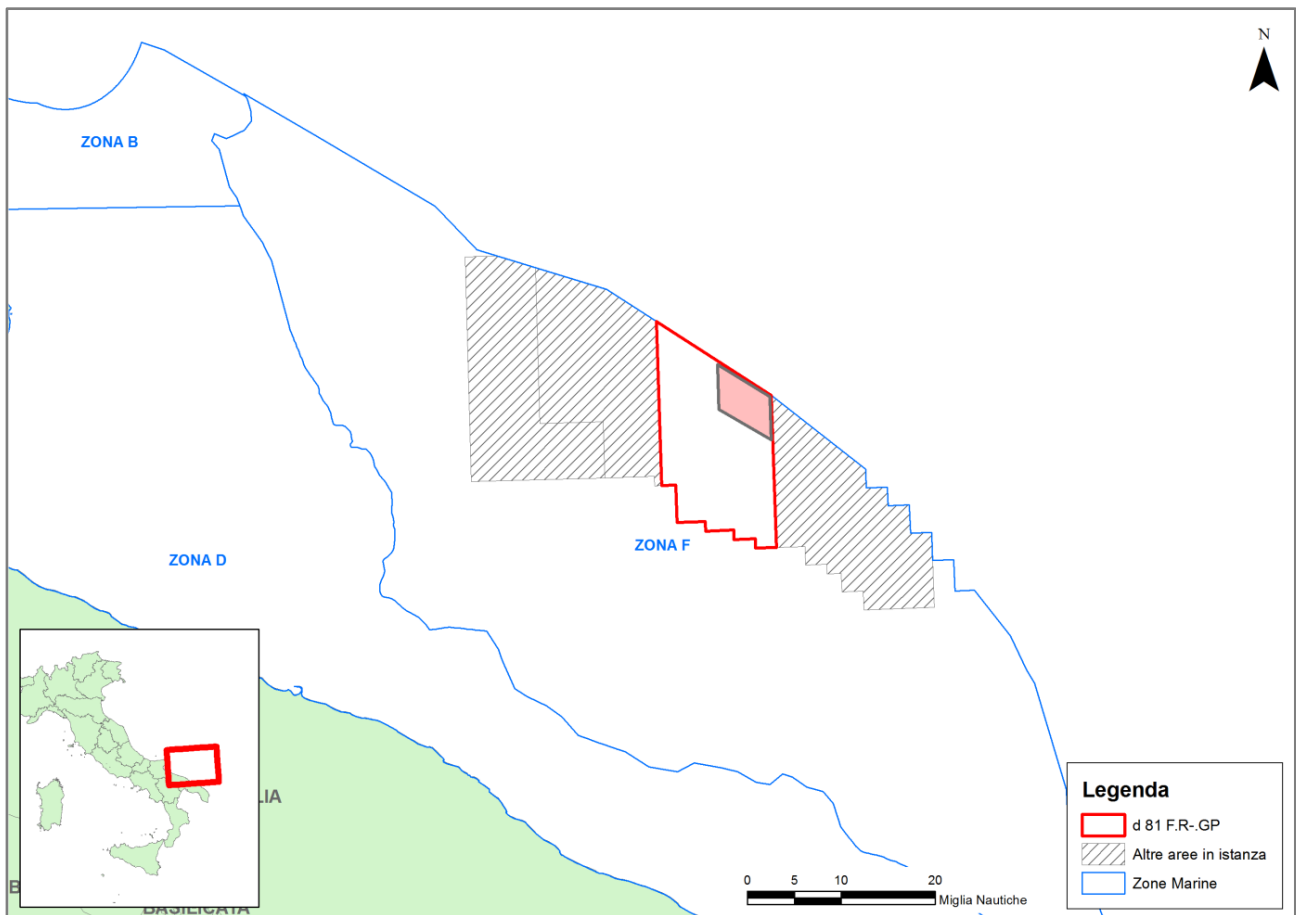 N
ZONA B
ZONA F
ZONA D
LIA
B
BASILICATA
Legenda
d 81 F.R-.GP
Altre aree in istanza
Zone Marine
0 5 10 20
Miglia Nautiche